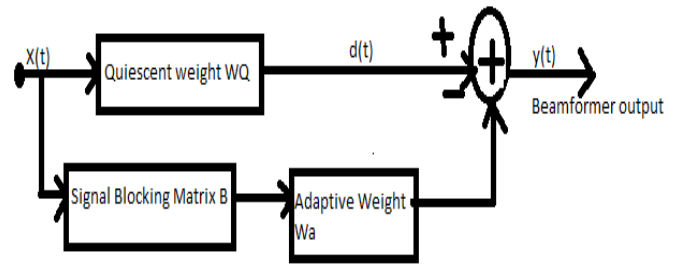 X(t)
Quiescent weight WQ
d(t)
+
+
−
y(t)
Beamformer output
Signal Blocking Matrix B
Adaptive Weight
Wa